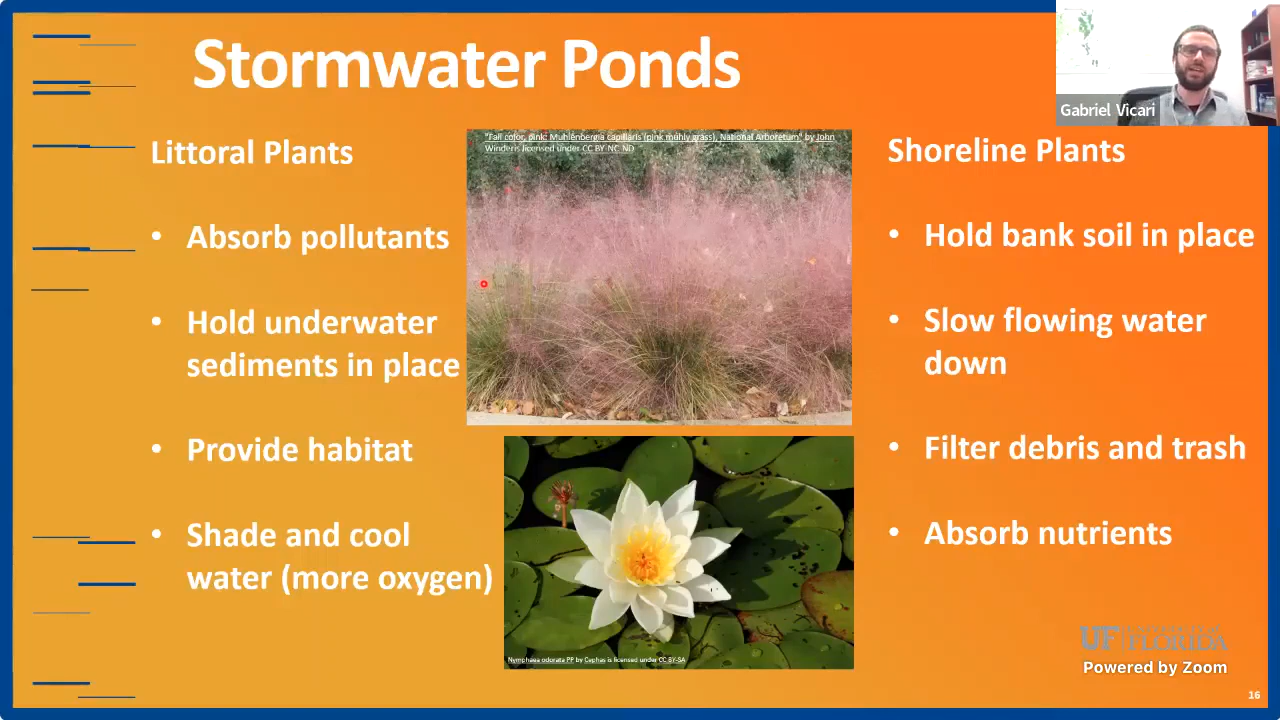 Stormwater Ponds
Gabriel Vicari
Littoral Plants
• Absorb pollutants
• Hold underwater
sediments in place
• Provide habitat
• Shade and cool
water (more oxygen)
"Fall color, pink: Muhlenbergia capillaris (pink muhly grass), National Arboretum" by John
Winder is licensed under CC BY-NC-ND
Nymphaea odorata PP by Cephas is licensed under CC BY-SA
Shoreline Plants
• Hold bank soil in place
• Slow flowing water
down
• Filter debris and trash
• Absorb nutrients
UF UNIVERSITY of
FLORIDA
Powered by Zoom
16